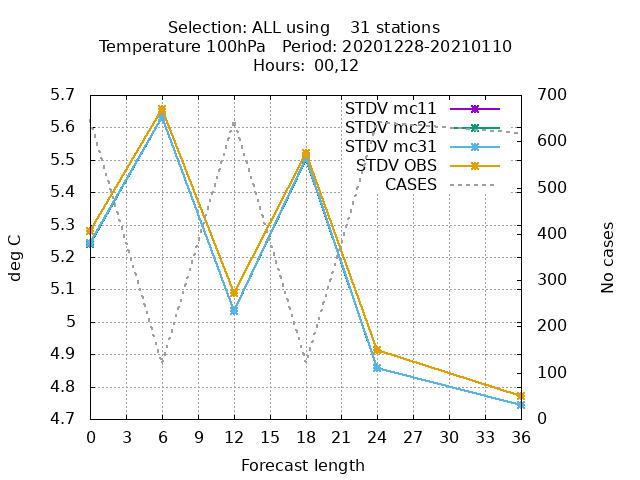 Selection: ALL using    31 stations
Temperature 100hPa   Period: 20201228-20210110
Hours:  00,12
5.7
5.6
5.5
5.4
5.3
5.2
5.1
5
4.9
4.8
4.7
deg C
STDV mc11
STDV mc21
STDV mc31
STDV OBS
CASES
700
600
500
400
300
200
100
0
No cases
0 3 6 9 12 15 18 21 24 27 30 33 36
Forecast length